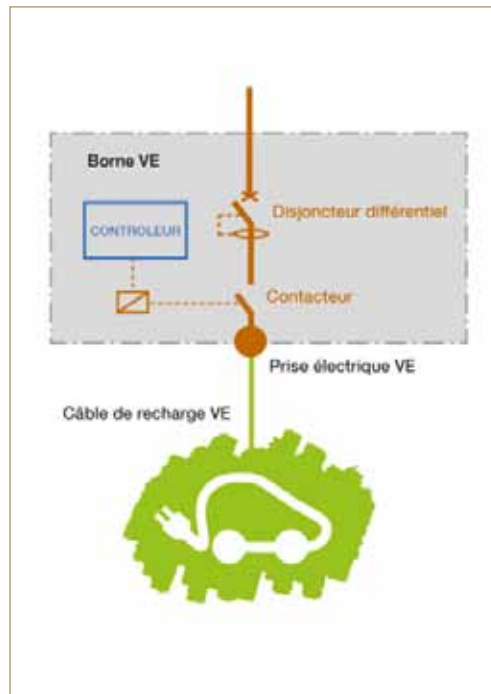 Borne VE
Disjoncteur différentiel
CONTROLEUR
Contacteur
Prise électrique VE
Câble de recharge VE